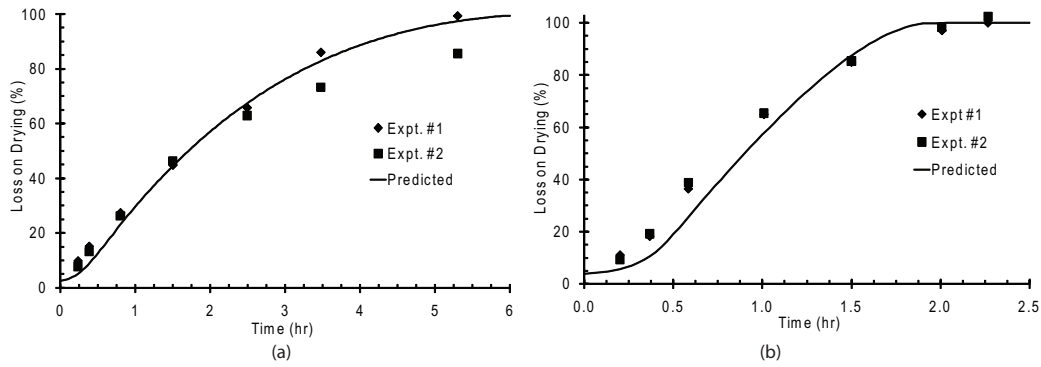 100
80
60
40
20
0
Loss on Drying (%)
0 1 2 3 4 5 6
Time (hr)
Expt. #1
Expt. #2
Predicted
(a)
100
80
60
40
20
0
Loss on Drying (%)
0.0 0.5 1.0 1.5 2.0 2.5
Time (hr)
Expt #1
Expt. #2
Predicted
(b)